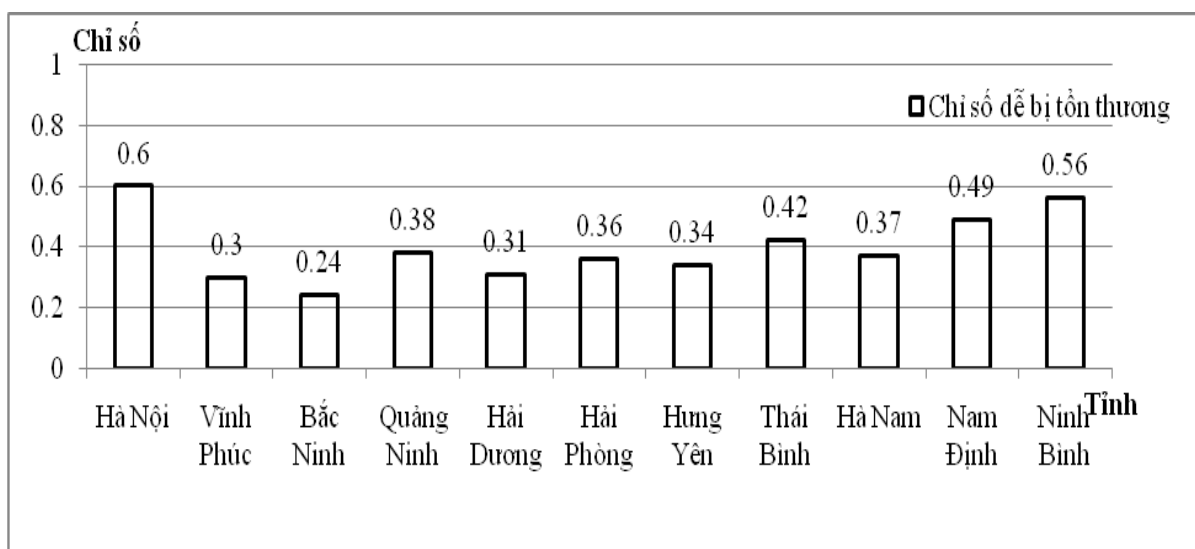 Chỉ số
1
Chỉ số dễ bị tổn thương
0.8
0.6
0.4
0.2
0
0.6
0.3
0.24
0.38
0.31
0.36
0.34
0.42
0.37
0.49
0.56
Tỉnh
Hà Nội
Vĩnh
Phúc
Bắc
Ninh
Quảng
Ninh
Hải
Dương
Hải
Phòng
Hưng
Yên
Thái
Bình
Hà Nam
Nam
Định
Ninh
Bình